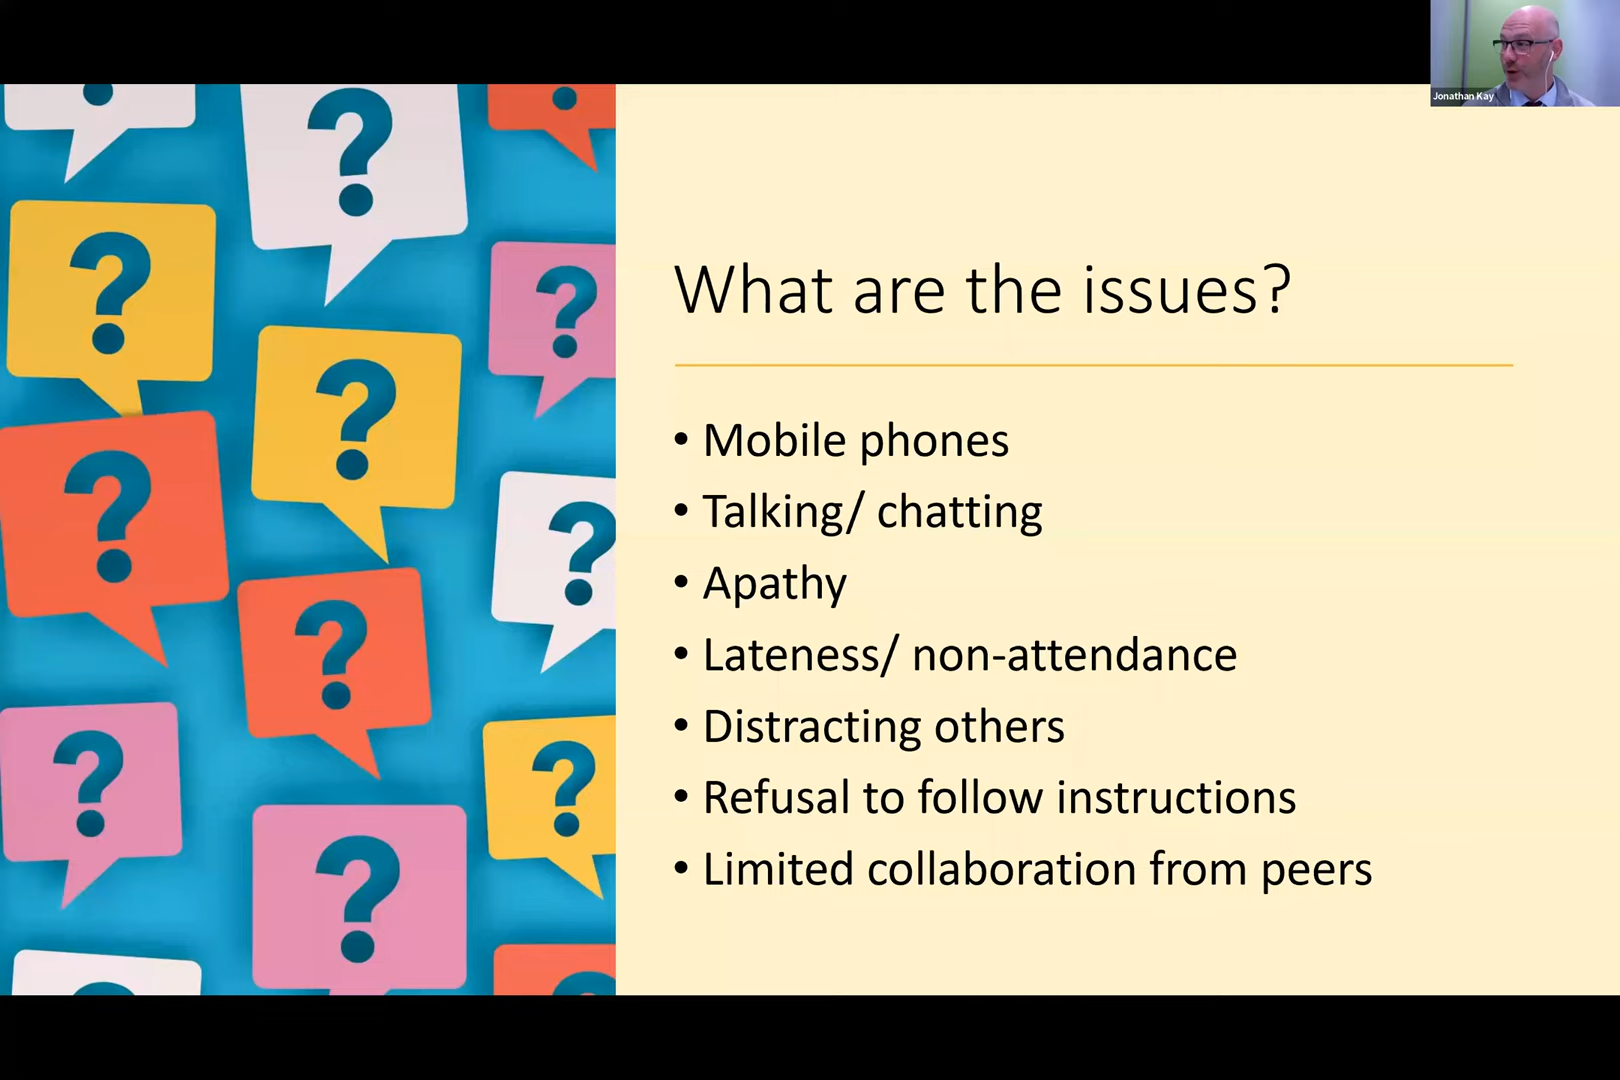 Jonathan Kay
?
?
?
?
?
?
?
?
?
?
?
What are the issues?
• Mobile phones
• Talking/ chatting
• Apathy
• Lateness/ non-attendance
• Distracting others
• Refusal to follow instructions
• Limited collaboration from peers